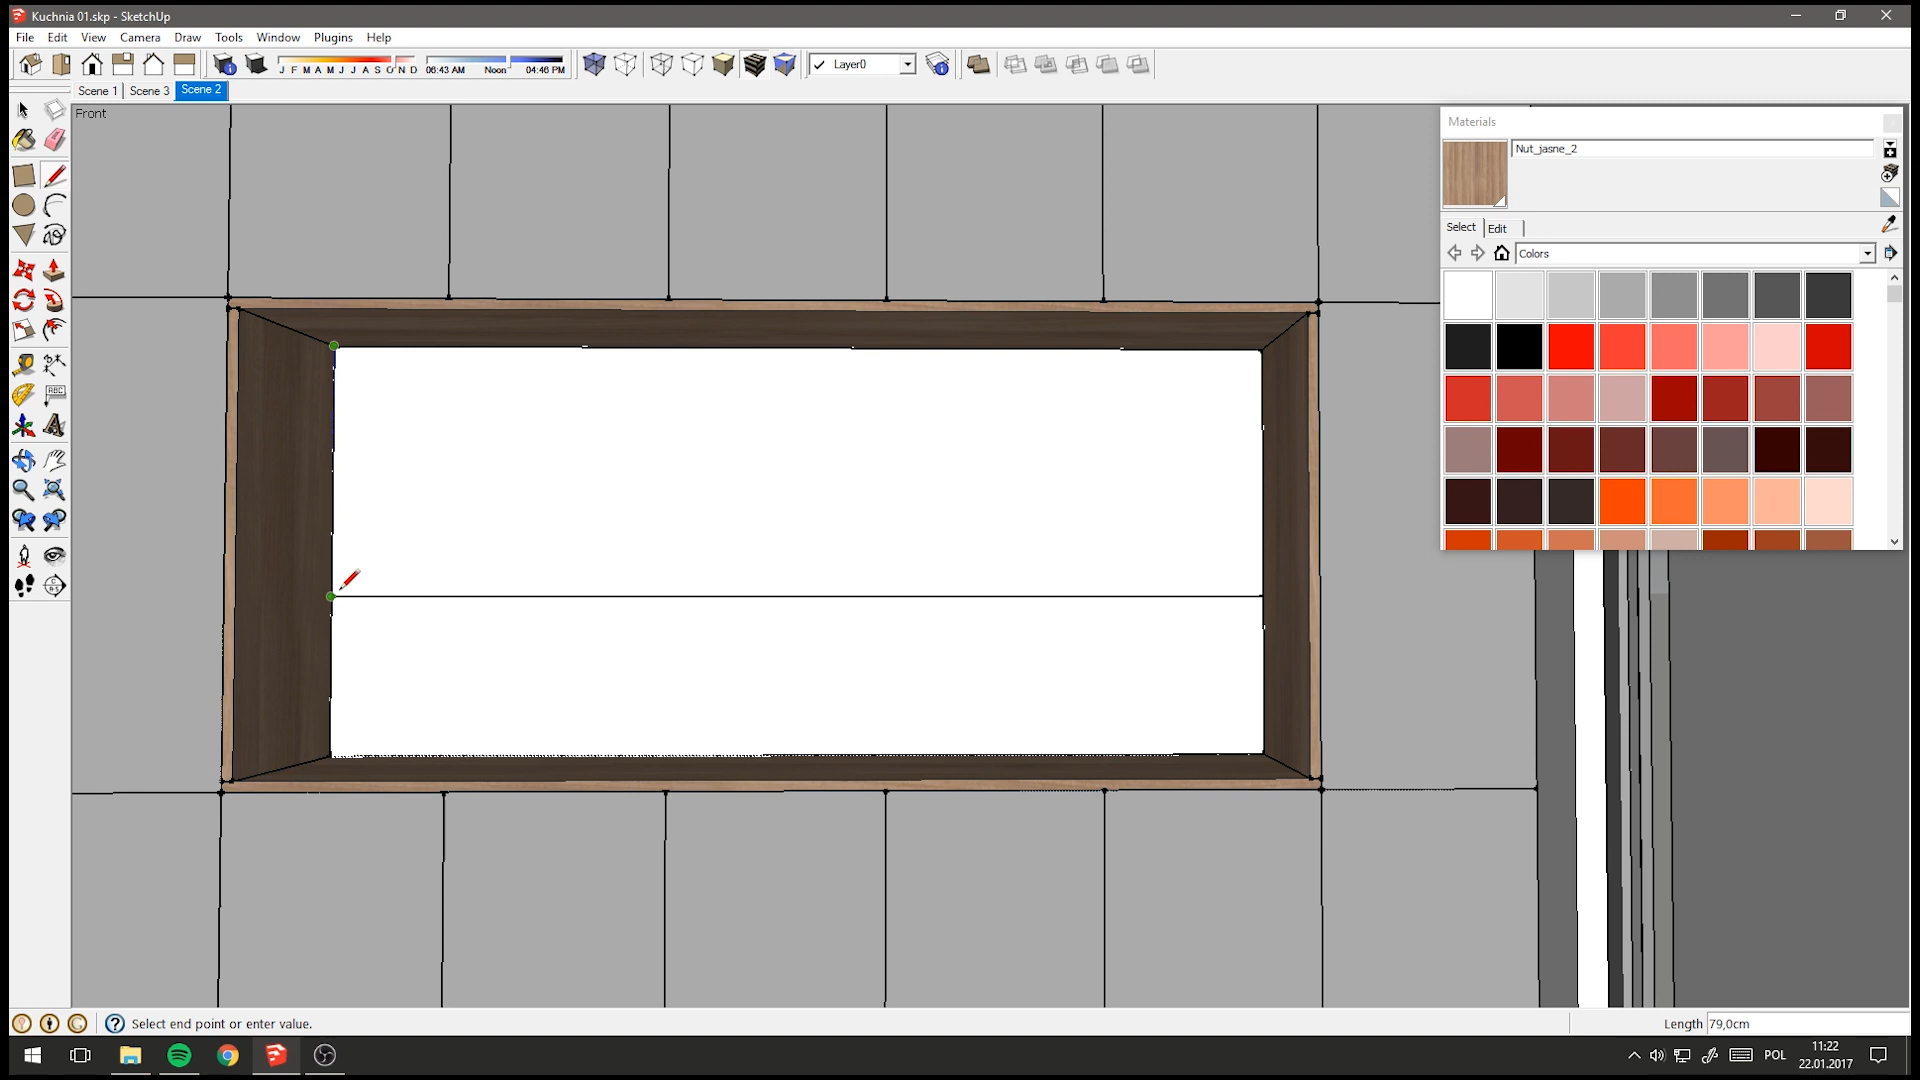 Kuchnia 01.skp - SketchUp
File Edit View Camera Draw Tools Window Plugins Help
J F M A M J J A S O N D 06:43 AM Noon 04:46 PM Layer0
Scene 1 Scene 3 Scene 2
Front
Materials
Nut_jasne_2
Select Edit
Colors
ABC
Select end point or enter value.
Length 79,0cm
POL
11:22
22.01.2017